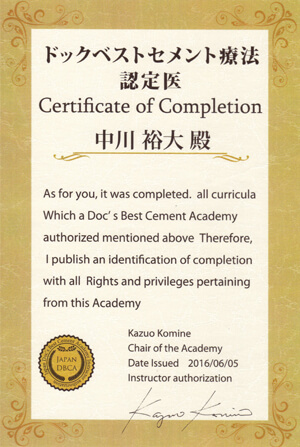 ドックベストセメント療法
認定医
Certificate of Completion
中川 裕大 殿
As for you, it was completed. all curricula
Which a Doc's Best Cement Academy
authorized mentioned above Therefore,
I publish an identification of completion
with all Rights and privileges pertaining
from this Academy
Kazuo Komine
Chair of the Academy
Date Issued 2016/06/05
Instructor authorization
JAPAN
DBCA
Kazuo Komine